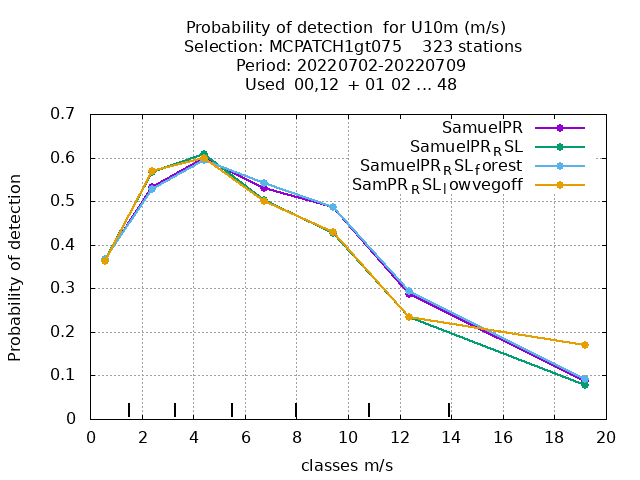 Probability of detection  for U10m (m/s)
Selection: MCPATCH1gt075    323 stations
Period: 20220702-20220709
Used  00,12  + 01 02 ... 48
SamuelPR
SamuelPR_RSL
SamuelPR_RSL_forest
SamPR_RSL_lowvegoff
Probability of detection
0.7
0.6
0.5
0.4
0.3
0.2
0.1
0
0 2 4 6 8 10 12 14 16 18 20
classes m/s